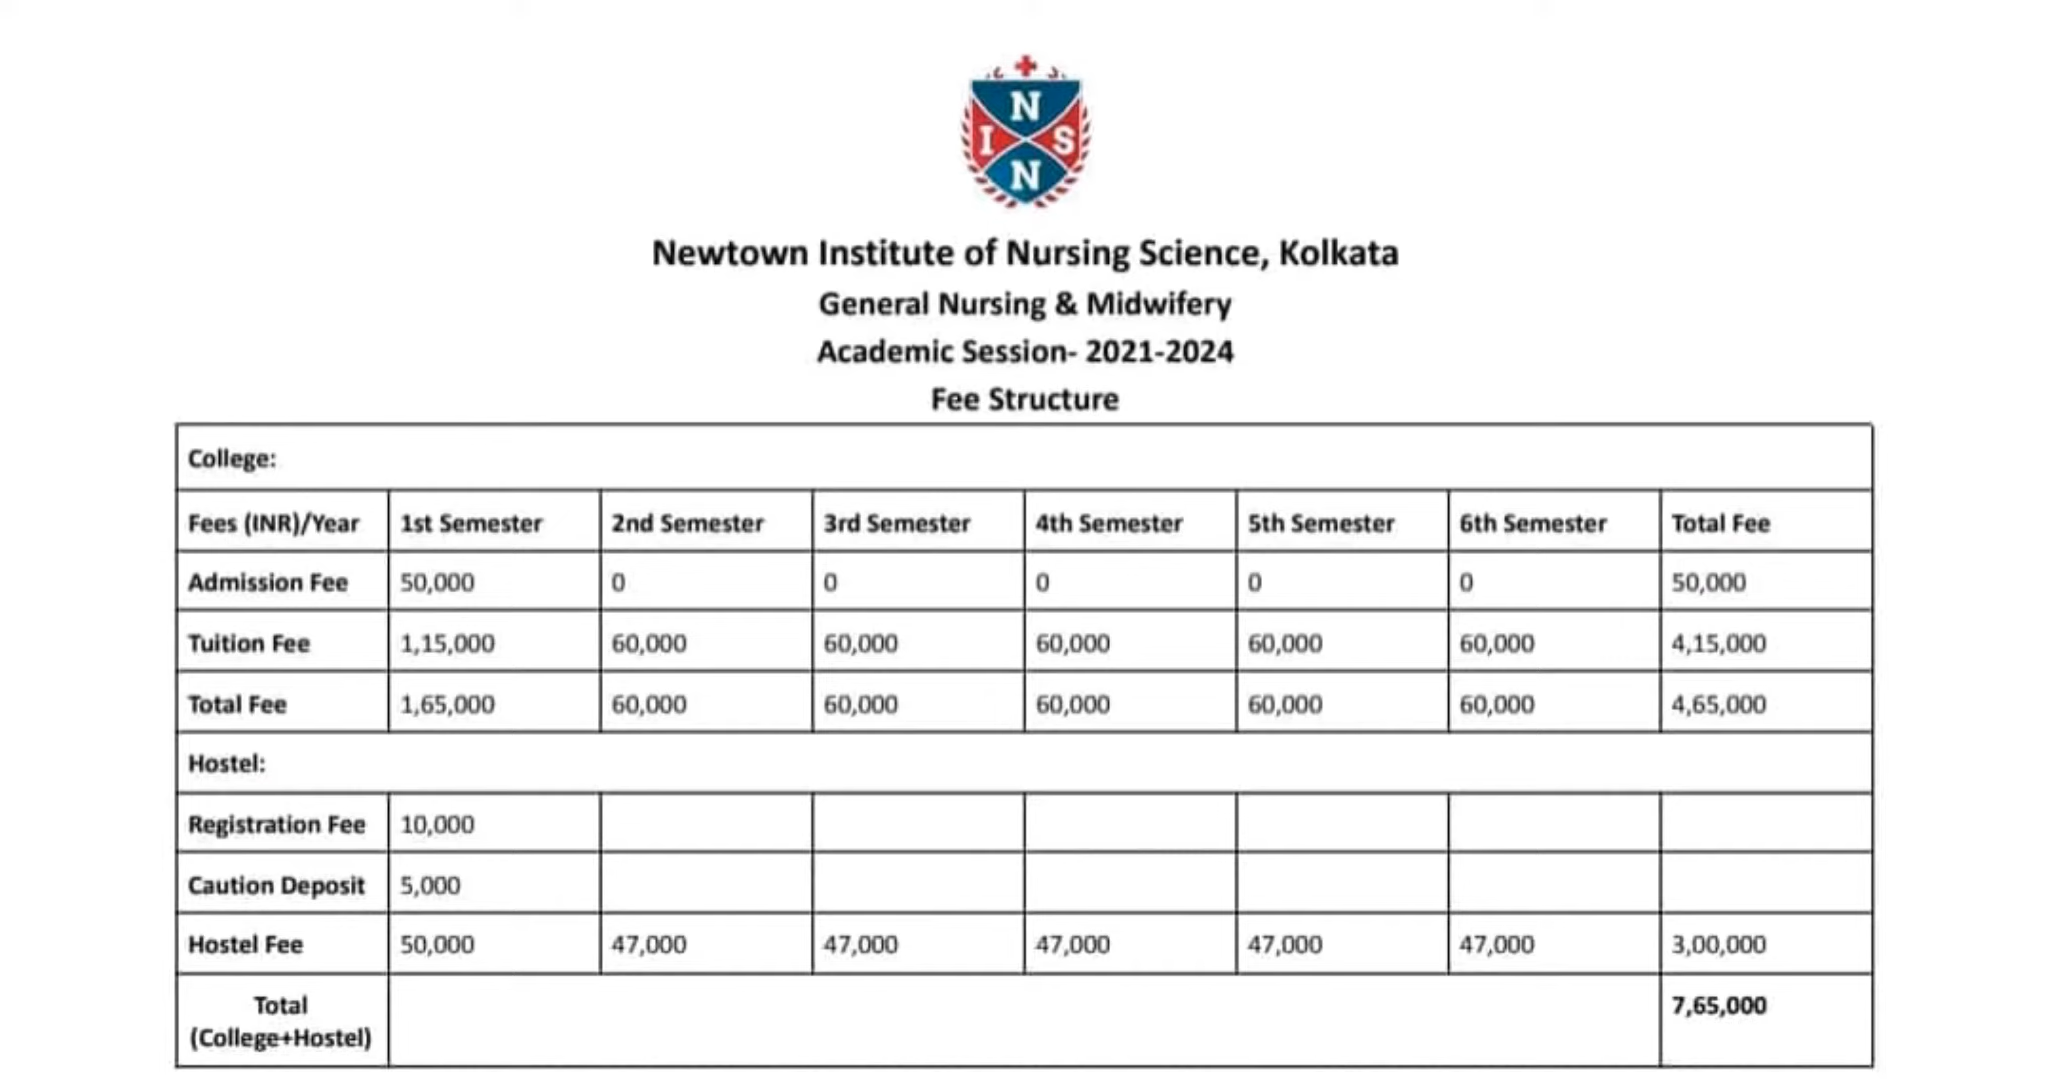 N
I S
N
Newtown Institute of Nursing Science, Kolkata
General Nursing & Midwifery
Academic Session- 2021-2024
Fee Structure
College:
Fees (INR)/Year 1st Semester 2nd Semester 3rd Semester 4th Semester 5th Semester 6th Semester Total Fee
Admission Fee 50,000 0 0 0 0 0 50,000
Tuition Fee 1,15,000 60,000 60,000 60,000 60,000 60,000 4,15,000
Total Fee 1,65,000 60,000 60,000 60,000 60,000 60,000 4,65,000
Hostel:
Registration Fee 10,000
Caution Deposit 5,000
Hostel Fee 50,000 47,000 47,000 47,000 47,000 47,000 3,00,000
Total
(College+Hostel) 7,65,000